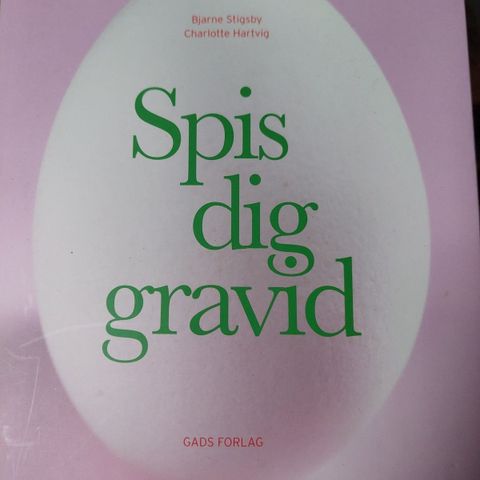 Bjarne Stigsby
Charlotte Hartvig
Spis
dig
gravid
GADS FORLAG